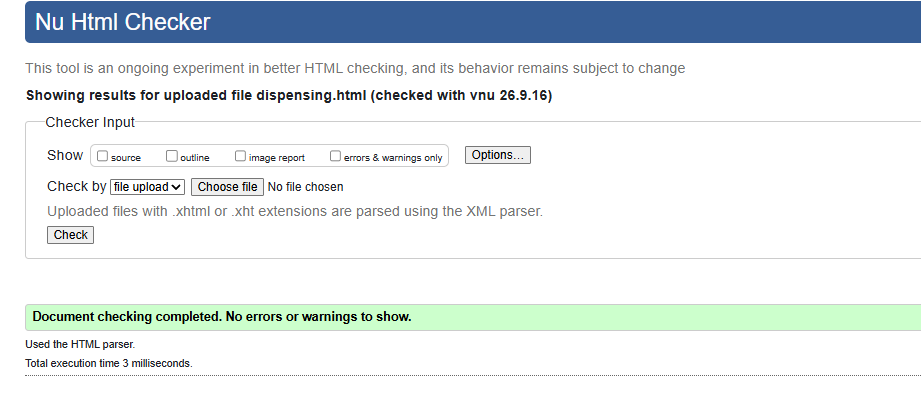 Nu Html Checker
This tool is an ongoing experiment in better HTML checking, and its behavior remains subject to change
Showing results for uploaded file dispensing.html (checked with vnu 26.9.16)
Checker Input
Show source outline image report errors & warnings only Options...
Check by file upload Choose file No file chosen
Uploaded files with .xhtml or .xht extensions are parsed using the XML parser.
Check
Document checking completed. No errors or warnings to show.
Used the HTML parser.
Total execution time 3 milliseconds.